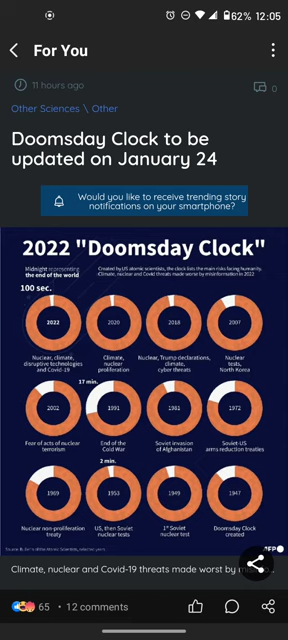 62% 12:05
For You
11 hours ago
0
Other Sciences \ Other
Doomsday Clock to be
updated on January 24
Would you like to receive trending story
notifications on your smartphone?
2022 "Doomsday Clock"
Midnight representing
the end of the world
Created by US atomic scientists, the clock lists the main risks facing humanity.
Climate, nuclear and Covid threats made worse by misinformation in 2022
100 sec.
2022
2020
2018
2007
Nuclear, climate,
disruptive technologies
and Covid-19
Climate,
nuclear
proliferation
Nuclear, Trump declarations,
climate,
cyber threats
Nuclear
tests,
North Korea
17 min.
2002
1991
1981
1972
Fear of acts of nuclear
terrorism
End of the
Cold War
Soviet invasion
of Afghanistan
Soviet-US
arms reduction treaties
2 min.
1969
1953
1949
1947
Nuclear non-proliferation
treaty
US, then Soviet
nuclear tests
1st Soviet
nuclear test
Doomsday Clock
created
AFP
Climate, nuclear and Covid-19 threats made worst by
65 • 12 comments